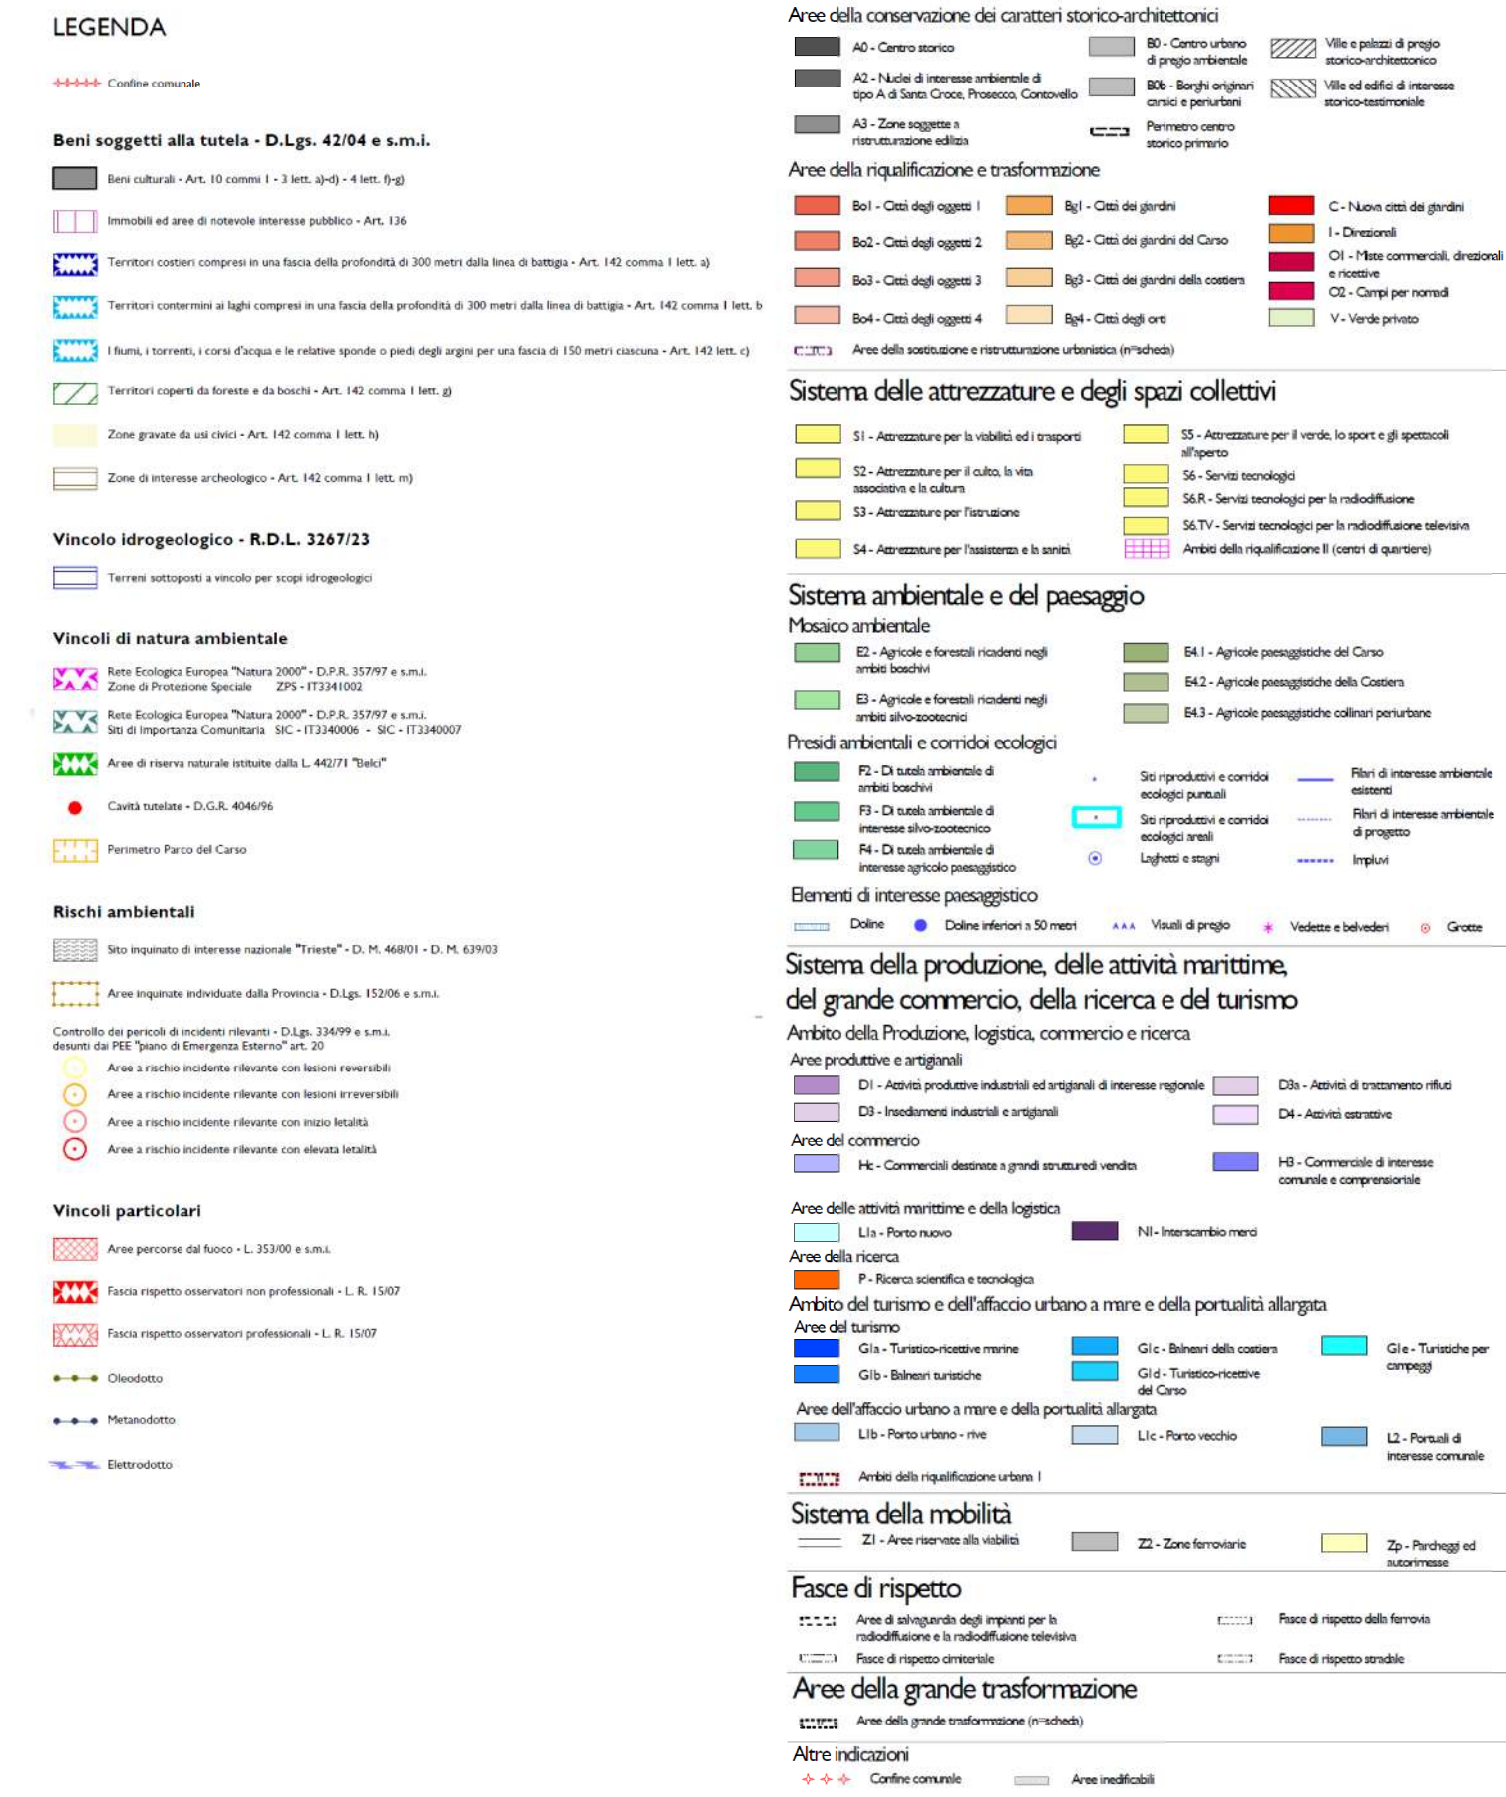 LEGENDA
Confine comunale
Beni soggetti alla tutela - D.Lgs. 42/04 e s.m.i.
Beni culturali - Art. 10 commi 1 - 3 lett. a)-d) - 4 lett. f)-g)
Immobili ed aree di notevole interesse pubblico - Art. 136
Territori costieri compresi in una fascia della profondità di 300 metri dalla linea di battigia - Art. 142 comma 1 lett. a)
Territori contermini ai laghi compresi in una fascia della profondità di 300 metri dalla linea di battigia - Art. 142 comma 1 lett. b
I fiumi, i torrenti, i corsi d'acqua e le relative sponde o piedi degli argini per una fascia di 150 metri ciascuna - Art. 142 lett. c)
Territori coperti da foreste e da boschi - Art. 142 comma 1 lett. g)
Zone gravate da usi civici - Art. 142 comma 1 lett. h)
Zone di interesse archeologico - Art. 142 comma 1 lett. m)
Vincolo idrogeologico - R.D.L. 3267/23
Terreni sottoposti a vincolo per scopi idrogeologici
Vincoli di natura ambientale
Rete Ecologica Europea "Natura 2000" - D.P.R. 357/97 e s.m.i.
Zone di Protezione Speciale ZPS - IT3341002
Rete Ecologica Europea "Natura 2000" - D.P.R. 357/97 e s.m.i.
Siti di Importanza Comunitaria SIC - IT3340006 - SIC - IT3340007
Aree di riserva naturale istituite dalla L. 442/71 "Belci"
Cavità tutelate - D.G.R. 4046/96
Perimetro Parco del Carso
Rischi ambientali
Sito inquinato di interesse nazionale "Trieste" - D. M. 468/01 - D. M. 639/03
Aree inquinate individuate dalla Provincia - D.Lgs. 152/06 e s.m.i.
Controllo dei pericoli di incidenti rilevanti - D.Lgs. 334/99 e s.m.i.
desunti dai PEE "piano di Emergenza Esterno" art. 20
Aree a rischio incidente rilevante con lesioni reversibili
Aree a rischio incidente rilevante con lesioni irreversibili
Aree a rischio incidente rilevante con inizio letalità
Aree a rischio incidente rilevante con elevata letalità
Vincoli particolari
Aree percorse dal fuoco - L. 353/00 e s.m.i.
Fascia rispetto osservatori non professionali - L. R. 15/07
Fascia rispetto osservatori professionali - L. R. 15/07
Oleodotto
Metanodotto
Elettrodotto
Aree della conservazione dei caratteri storico-architettonici
A0 - Centro storico
A2 - Nuclei di interesse ambientale di
tipo A di Santa Croce, Prosecco, Contovello
A3 - Zone soggette a
ristrutturazione edilizia
B0 - Centro urbano
di pregio ambientale
B0b - Borghi originari
carsici e periurbani
Perimetro centro
storico primario
Ville e palazzi di pregio
storico-architettonico
Ville ed edifici di interesse
storico-testimoniale
Aree della riqualificazione e trasformazione
Bo1 - Città degli oggetti 1
Bo2 - Città degli oggetti 2
Bo3 - Città degli oggetti 3
Bo4 - Città degli oggetti 4
Bg1 - Città dei giardini
Bg2 - Città dei giardini del Carso
Bg3 - Città dei giardini della costiera
Bg4 - Città degli orti
C - Nuova città dei giardini
I - Direzionali
O1 - Miste commerciali, direzionali
e ricettive
O2 - Campi per nomadi
V - Verde privato
Aree della sostituzione e ristrutturazione urbanistica (n=scheda)
Sistema delle attrezzature e degli spazi collettivi
S1 - Attrezzature per la viabilità ed i trasporti
S2 - Attrezzature per il culto, la vita
associativa e la cultura
S3 - Attrezzature per l'istruzione
S4 - Attrezzature per l'assistenza e la sanità
S5 - Attrezzature per il verde, lo sport e gli spettacoli
all'aperto
S6 - Servizi tecnologici
S6.R - Servizi tecnologici per la radiodiffusione
S6.TV - Servizi tecnologici per la radiodiffusione televisiva
Ambiti della riqualificazione II (centri di quartiere)
Sistema ambientale e del paesaggio
Mosaico ambientale
E2 - Agricole e forestali ricadenti negli
ambiti boschivi
E3 - Agricole e forestali ricadenti negli
ambiti silvo-zootecnici
E4.1 - Agricole paesaggistiche del Carso
E4.2 - Agricole paesaggistiche della Costiera
E4.3 - Agricole paesaggistiche collinari periurbane
Presidi ambientali e corridoi ecologici
F2 - Di tutela ambientale di
ambiti boschivi
F3 - Di tutela ambientale di
interesse silvo-zootecnico
F4 - Di tutela ambientale di
interesse agricolo paesaggistico
Siti riproduttivi e corridoi
ecologici puntuali
Siti riproduttivi e corridoi
ecologici areali
Laghetti e stagni
Filari di interesse ambientale
esistenti
Filari di interesse ambientale
di progetto
Impluvi
Elementi di interesse paesaggistico
Doline
Doline inferiori a 50 metri
Visuali di pregio
Vedette e belvederi
Grotte
Sistema della produzione, delle attività marittime,
del grande commercio, della ricerca e del turismo
Ambito della Produzione, logistica, commercio e ricerca
Aree produttive e artigianali
D1 - Attività produttive industriali ed artigianali di interesse regionale
D3 - Insediamenti industriali e artigianali
D3a - Attività di trattamento rifiuti
D4 - Attività estrattive
Aree del commercio
Hc - Commerciali destinate a grandi strutturedi vendita
H3 - Commerciale di interesse
comunale e comprensioriale
Aree delle attività marittime e della logistica
L1a - Porto nuovo
N1- Interscambio merci
Aree della ricerca
P - Ricerca scientifica e tecnologica
Ambito del turismo e dell'affaccio urbano a mare e della portualità allargata
Aree del turismo
G1a - Turistico-ricettive marine
G1b - Balneari turistiche
G1c - Balneari della costiera
G1d - Turistico-ricettive
del Carso
G1e - Turistiche per
campeggi
Aree dell'affaccio urbano a mare e della portualità allargata
L1b - Porto urbano - rive
L1c - Porto vecchio
L2 - Portuali di
interesse comunale
Ambiti della riqualificazione urbana 1
Sistema della mobilità
Z1 - Aree riservate alla viabilità
Z2 - Zone ferroviarie
Zp - Parcheggi ed
autorimesse
Fasce di rispetto
Aree di salvaguardia degli impianti per la
radiodiffusione e la radiodiffusione televisiva
Fasce di rispetto cimiteriale
Fasce di rispetto della ferrovia
Fasce di rispetto stradale
Aree della grande trasformazione
Aree della grande trasformazione (n=scheda)
Altre indicazioni
Confine comunale
Aree inedificabili